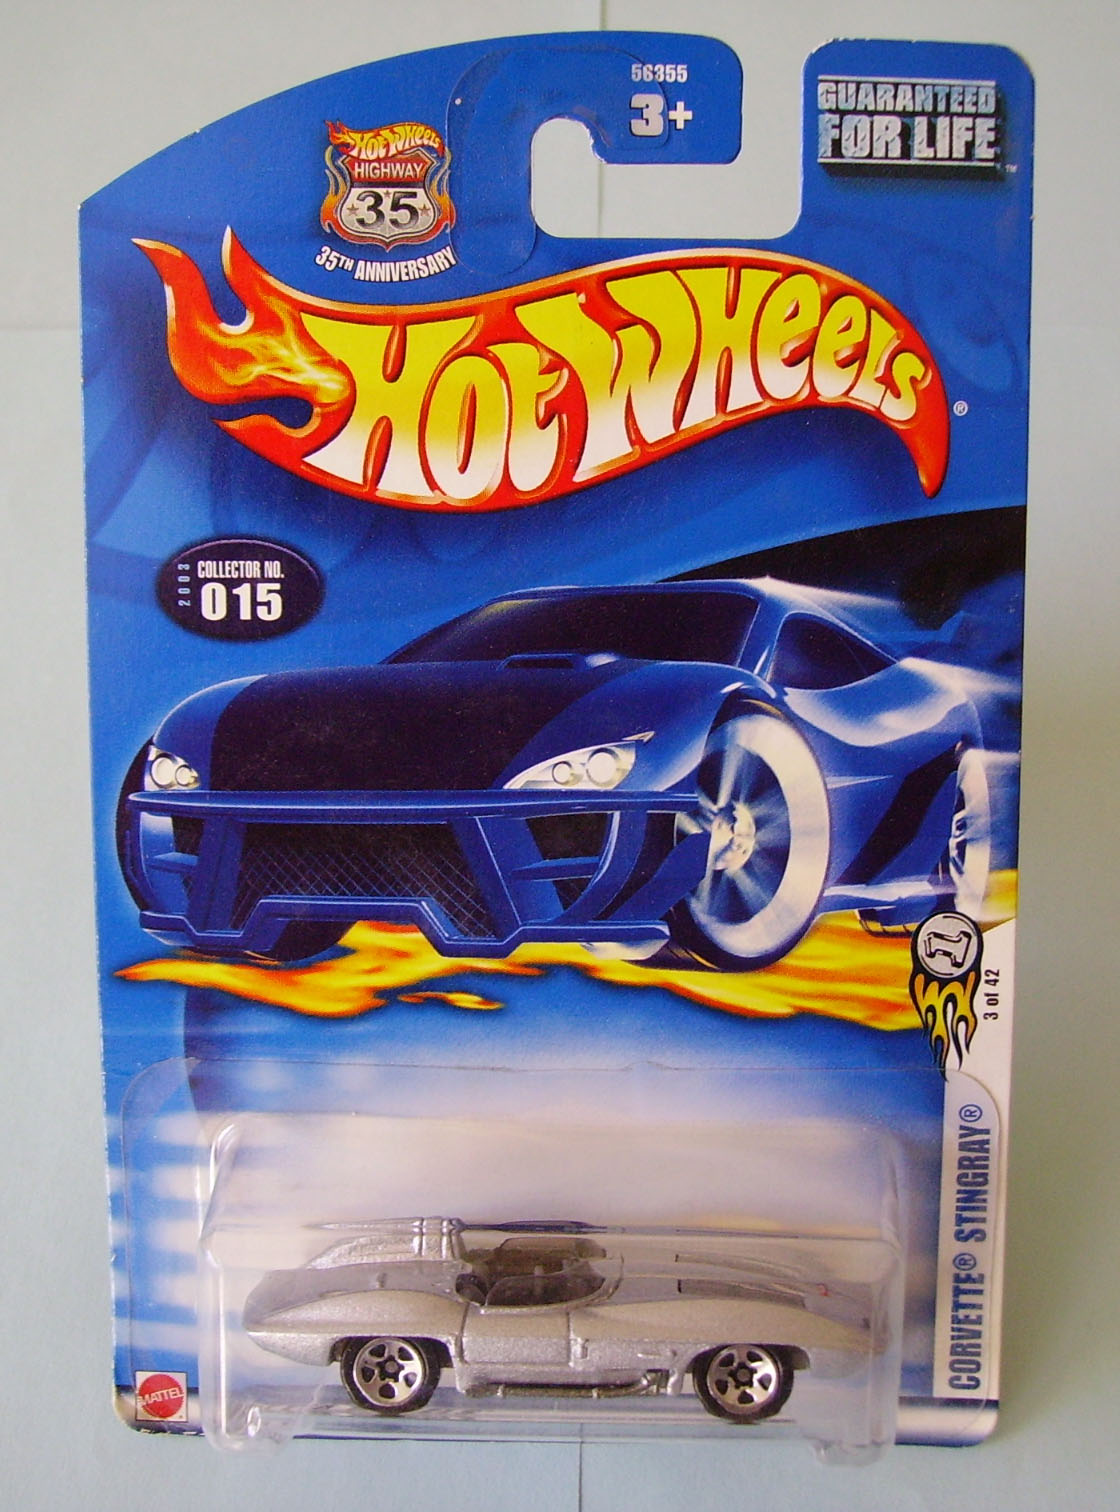 56355
3+
GUARANTEED
FOR LIFE™
Hot Wheels
HIGHWAY
35
35TH ANNIVERSARY
Hot Wheels®
2003
COLLECTOR NO.
015
3 of 42
CORVETTE® STINGRAY®
MATTEL